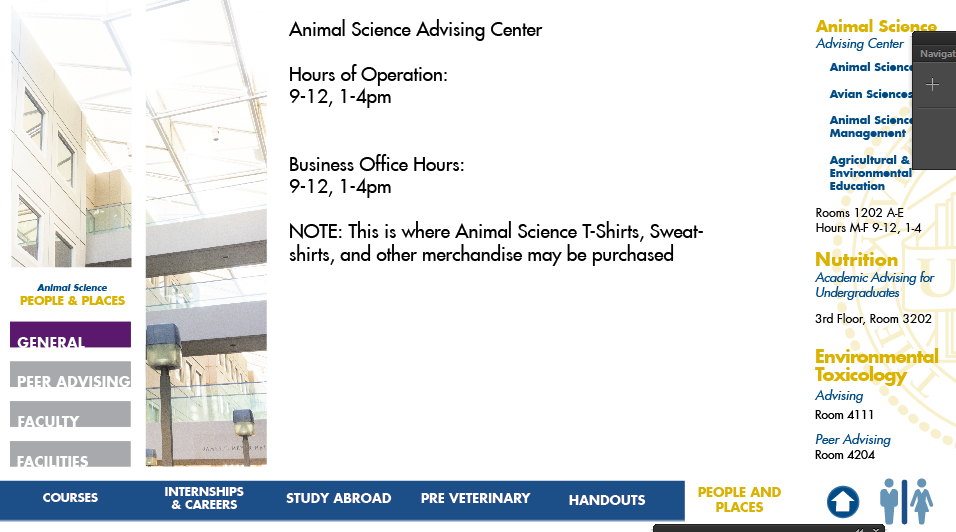 Animal Science Advising Center
Hours of Operation:
9-12, 1-4pm
Business Office Hours:
9-12, 1-4pm
NOTE: This is where Animal Science T-Shirts, Sweat-
shirts, and other merchandise may be purchased
Animal Science
PEOPLE & PLACES
GENERAL
PEER ADVISING
FACULTY
FACILITIES
Animal Science
Advising Center
Animal Science
Avian Sciences
Animal Science
Management
Agricultural &
Environmental
Education
Rooms 1202 A-E
Hours M-F 9-12, 1-4
Nutrition
Academic Advising for
Undergraduates
3rd Floor, Room 3202
Environmental
Toxicology
Advising
Room 4111
Peer Advising
Room 4204
Navigat
COURSES
INTERNSHIPS
& CAREERS
STUDY ABROAD
PRE VETERINARY
HANDOUTS
PEOPLE AND
PLACES